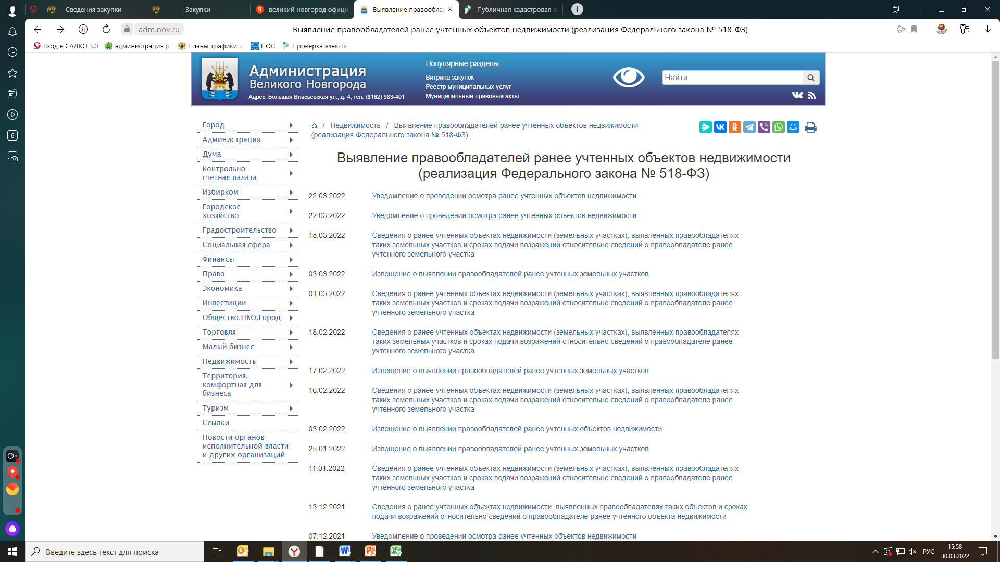 Сведения закупки
Закупки
великий новгород офици
Выявление правооблад
Публичная кадастровая к
adm.nov.ru
Выявление правообладателей ранее учтенных объектов недвижимости (реализация Федерального закона № 518-ФЗ)
Вход в САДКО 3.0
администрация р
Планы-графики и
ПОС
Проверка электро
Администрация
Великого Новгорода
Адрес: Большая Власьевская ул., д. 4, тел: (8162) 983-401
Популярные разделы:
Витрина закупок
Реестр муниципальных услуг
Муниципальные правовые акты
Найти
Город
Администрация
Дума
Контрольно-
счетная палата
Избирком
Городское
хозяйство
Градостроительство
Социальная сфера
Финансы
Право
Экономика
Инвестиции
Общество.НКО.Город
Торговля
Малый бизнес
Недвижимость
Территория,
комфортная для
бизнеса
Туризм
Ссылки
Новости органов
исполнительной власти
и других организаций
/ Недвижимость / Выявление правообладателей ранее учтенных объектов недвижимости
(реализация Федерального закона № 518-ФЗ)
Выявление правообладателей ранее учтенных объектов недвижимости
(реализация Федерального закона № 518-ФЗ)
22.03.2022 Уведомление о проведении осмотра ранее учтенных объектов недвижимости
22.03.2022 Уведомление о проведении осмотра ранее учтенных объектов недвижимости
15.03.2022 Сведения о ранее учтенных объектах недвижимости (земельных участках), выявленных правообладателях
таких земельных участков и сроках подачи возражений относительно сведений о правообладателе ранее
учтенного земельного участка
03.03.2022 Извещение о выявлении правообладателей ранее учтенных земельных участков
01.03.2022 Сведения о ранее учтенных объектах недвижимости (земельных участках), выявленных правообладателях
таких земельных участков и сроках подачи возражений относительно сведений о правообладателе ранее
учтенного земельного участка
18.02.2022 Сведения о ранее учтенных объектах недвижимости (земельных участках), выявленных правообладателях
таких земельных участков и сроках подачи возражений относительно сведений о правообладателе ранее
учтенного земельного участка
17.02.2022 Извещение о выявлении правообладателей ранее учтенных земельных участков
16.02.2022 Сведения о ранее учтенных объектах недвижимости (земельных участках), выявленных правообладателях
таких земельных участков и сроках подачи возражений относительно сведений о правообладателе ранее
учтенного земельного участка
03.02.2022 Извещение о выявлении правообладателей ранее учтенных объектов недвижимости
25.01.2022 Извещение о выявлении правообладателей ранее учтенных земельных участков
11.01.2022 Сведения о ранее учтенных объектах недвижимости (земельных участках), выявленных правообладателях
таких земельных участков и сроках подачи возражений относительно сведений о правообладателе ранее
учтенного земельного участка
13.12.2021 Сведения о ранее учтенных объектах недвижимости, выявленных правообладателях таких объектов и сроках
подачи возражений относительно сведений о правообладателе ранее учтенного объекта недвижимости
07.12.2021 Уведомление о проведении осмотра ранее учтенных объектов недвижимости
6
Введите здесь текст для поиска
РУС
15:58
30.03.2022